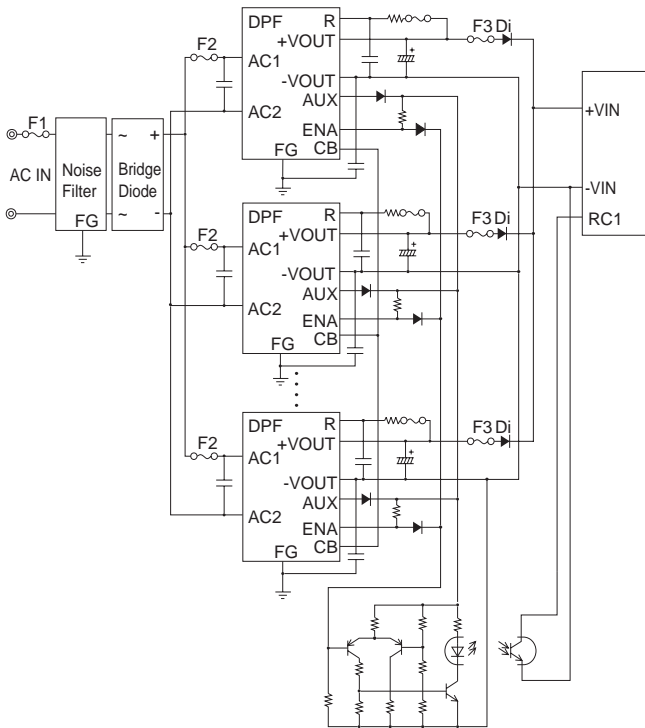 F2
DPF
R
+VOUT
AC1
-VOUT
AUX
AC2
ENA
FG
CB
F3 Di
+VIN
-VIN
RC1
F1
AC IN
Noise
Filter
FG
~
~
Bridge
Diode
+
-
F2
DPF
R
+VOUT
AC1
-VOUT
AUX
AC2
ENA
FG
CB
F3 Di
F2
DPF
R
+VOUT
AC1
-VOUT
AUX
AC2
ENA
FG
CB
F3 Di